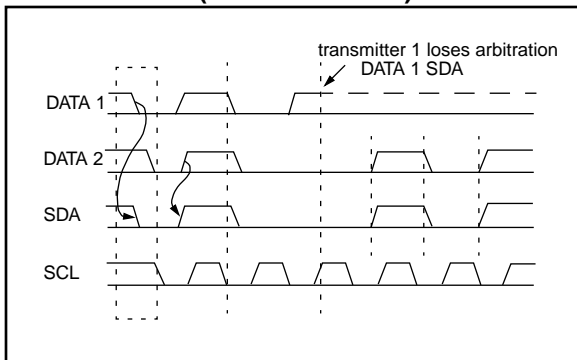 transmitter 1 loses arbitration
DATA 1 SDA
DATA 1
DATA 2
SDA
SCL